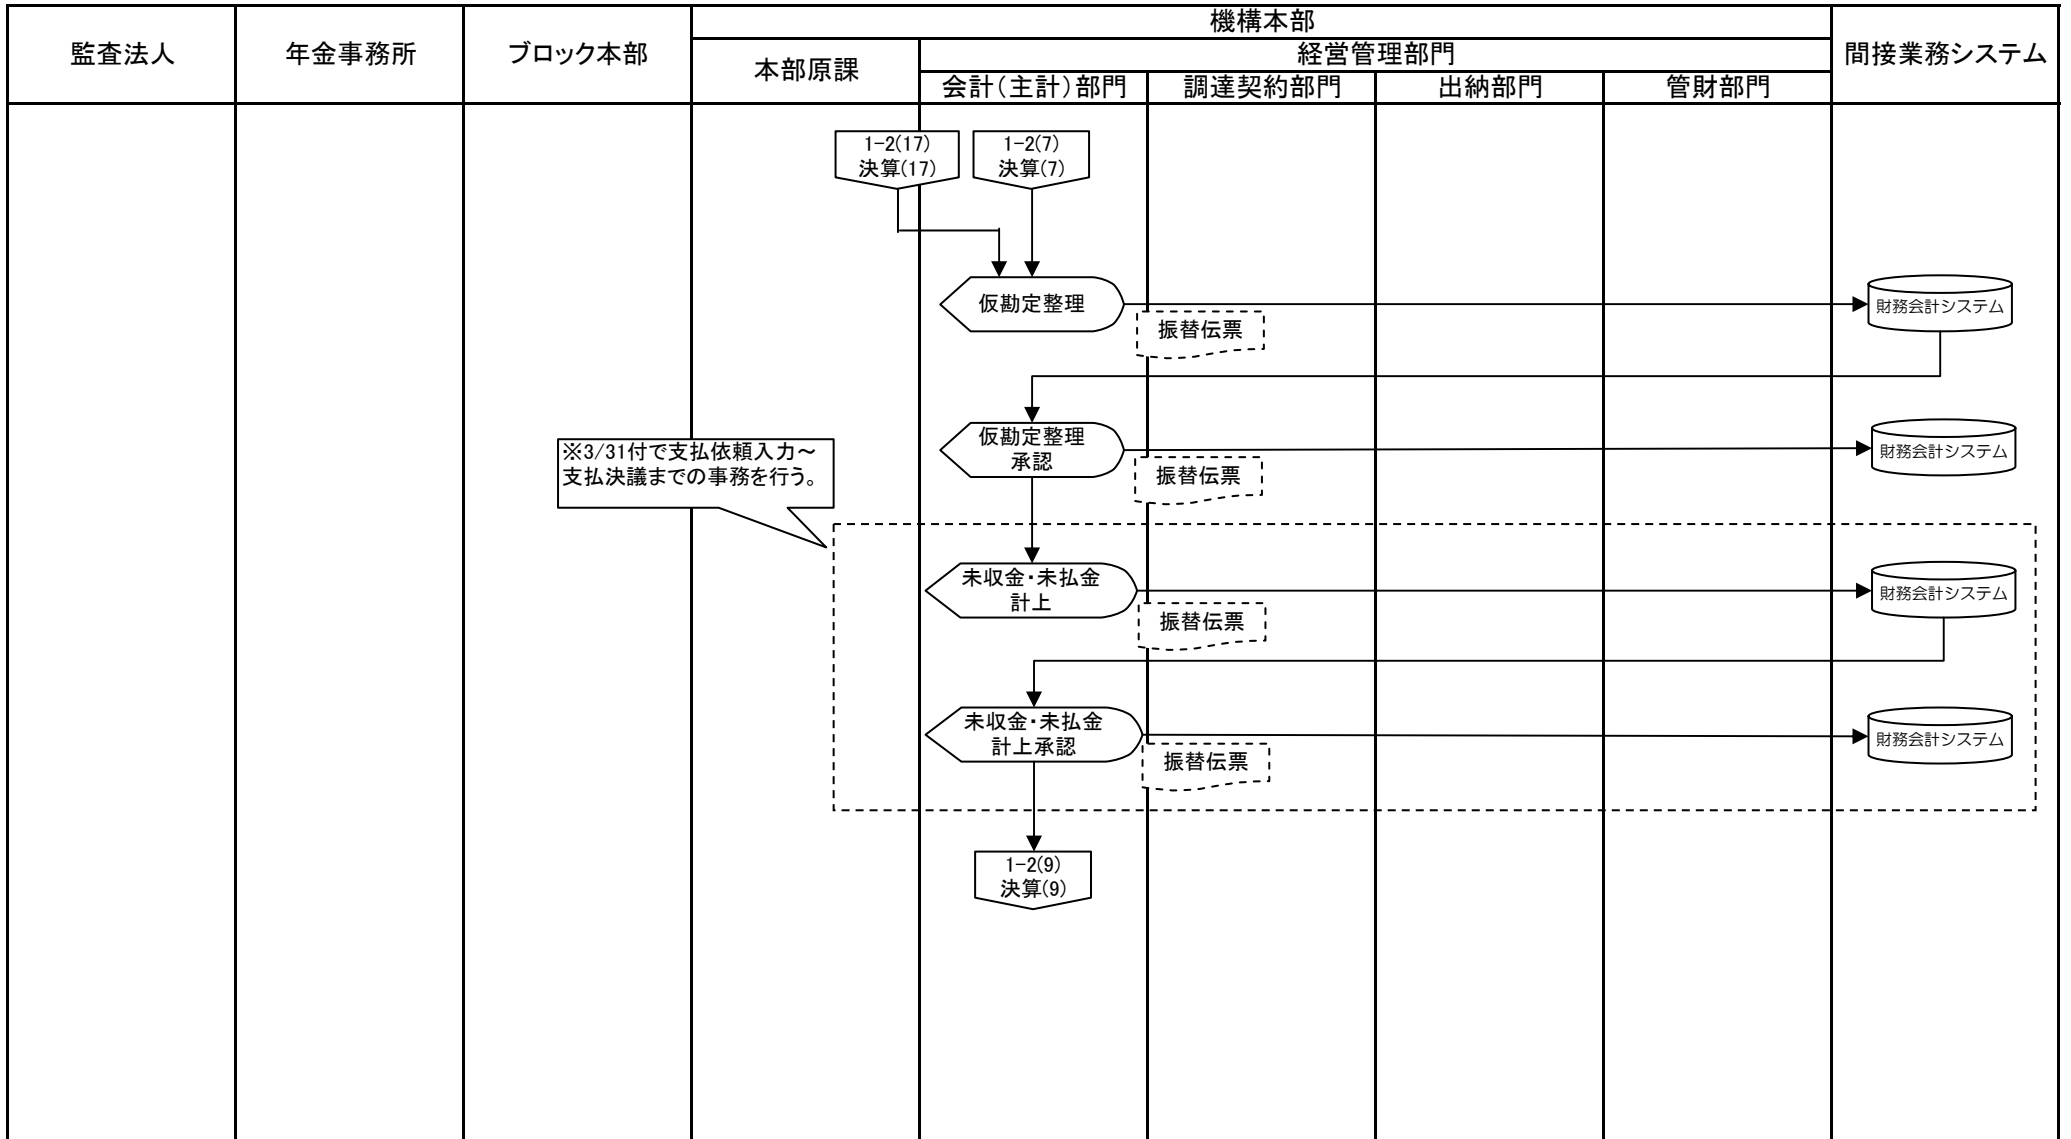 監査法人
年金事務所
ブロック本部
機構本部
本部原課
経営管理部門
会計(主計)部門
調達契約部門
出納部門
管財部門
間接業務システム
1-2(17)
決算(17)
1-2(7)
決算(7)
仮勘定整理
振替伝票
財務会計システム
仮勘定整理
承認
振替伝票
財務会計システム
※3/31付で支払依頼入力～
支払決議までの事務を行う。
未収金・未払金
計上
振替伝票
財務会計システム
未収金・未払金
計上承認
振替伝票
財務会計システム
1-2(9)
決算(9)